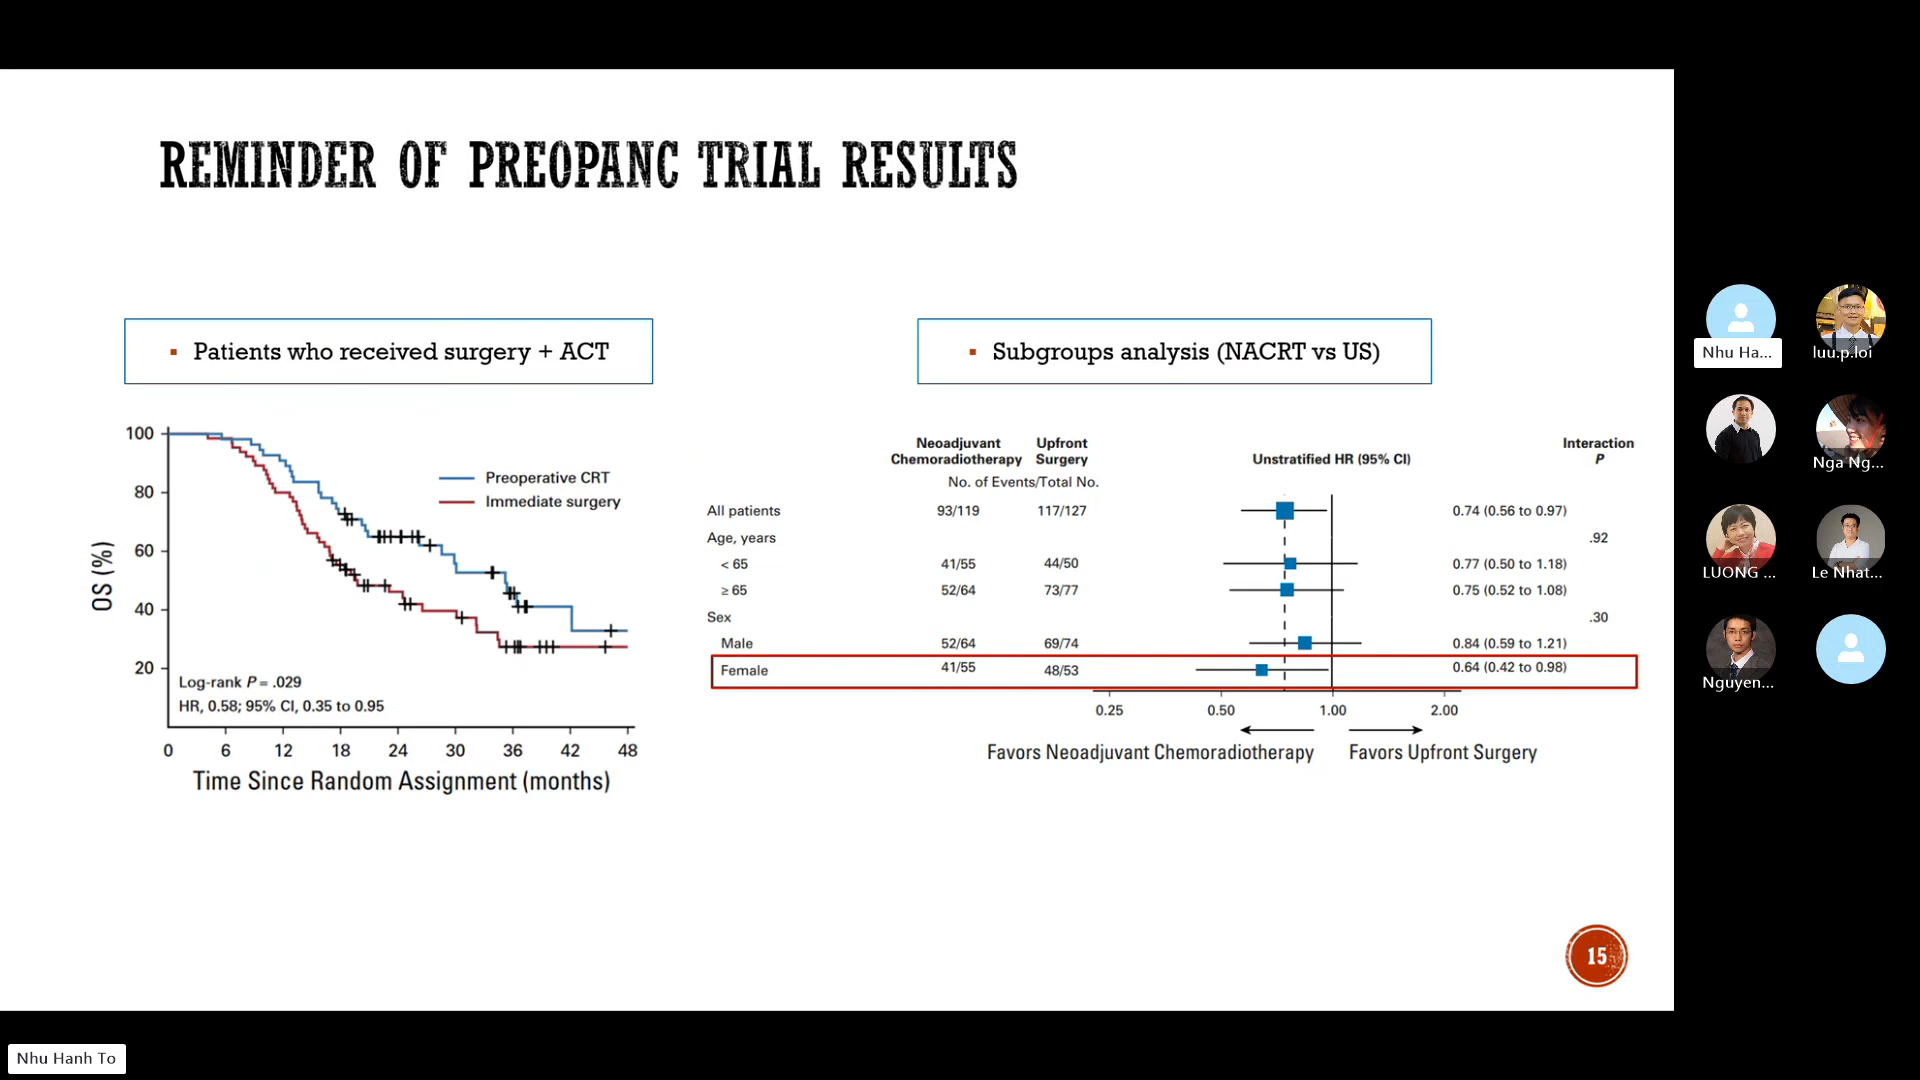 REMINDER OF PREOPANC TRIAL RESULTS
▪ Patients who received surgery + ACT
100
80
60
40
20
OS (%)
Preoperative CRT
Immediate surgery
Log-rank P = .029
HR, 0.58; 95% CI, 0.35 to 0.95
0 6 12 18 24 30 36 42 48
Time Since Random Assignment (months)
▪ Subgroups analysis (NACRT vs US)
Neoadjuvant Chemoradiotherapy Upfront Surgery Unstratified HR (95% CI) Interaction P
No. of Events/Total No.
All patients 93/119 117/127 0.74 (0.56 to 0.97)
Age, years .92
< 65 41/55 44/50 0.77 (0.50 to 1.18)
≥ 65 52/64 73/77 0.75 (0.52 to 1.08)
Sex .30
Male 52/64 69/74 0.84 (0.59 to 1.21)
Female 41/55 48/53 0.64 (0.42 to 0.98)
0.25 0.50 1.00 2.00
Favors Neoadjuvant Chemoradiotherapy Favors Upfront Surgery
15
Nhu Ha...
luu.p.loi
Nga Ng...
LUONG ...
Le Nhat...
Nguyen...
Nhu Hanh To